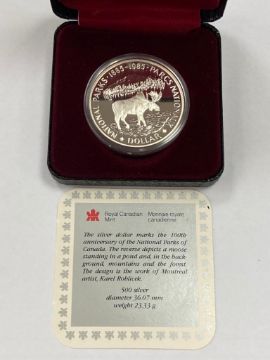 NATIONAL PARKS · 1885-1985 · PARCS NATIONAUX
DOLLAR
Royal Canadian Monnaie royale
Mint canadienne
The silver dollar marks the 100th
anniversary of the National Parks of
Canada. The reverse depicts a moose
standing in a pond and, in the back
ground, mountains and the forest.
The design is the work of Montreal
artist, Karel Rohlicek.
500 silver
diameter 36.07 mm
weight 23.33 g